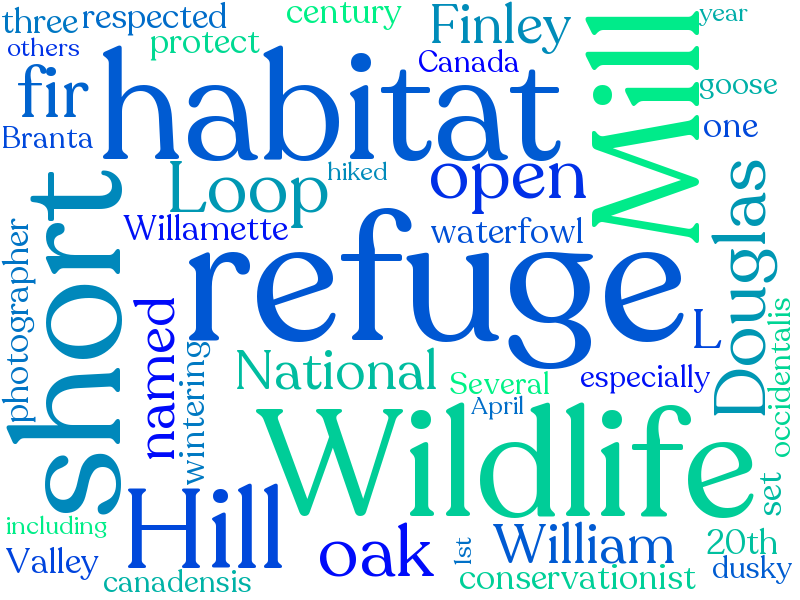 three
respected
century
year
others
protect
Finley
Mill
Canada
fir
habitat
goose
Branta
one
Loop
hiked
open
short
Willamette
waterfowl
Douglas
photographer
refuge
named
wintering
L
occidentalis
National
Several
especially
April
Wildlife
set
Hill
including
oak
1st
William
20th
Valley
canadensis
conservationist
dusky